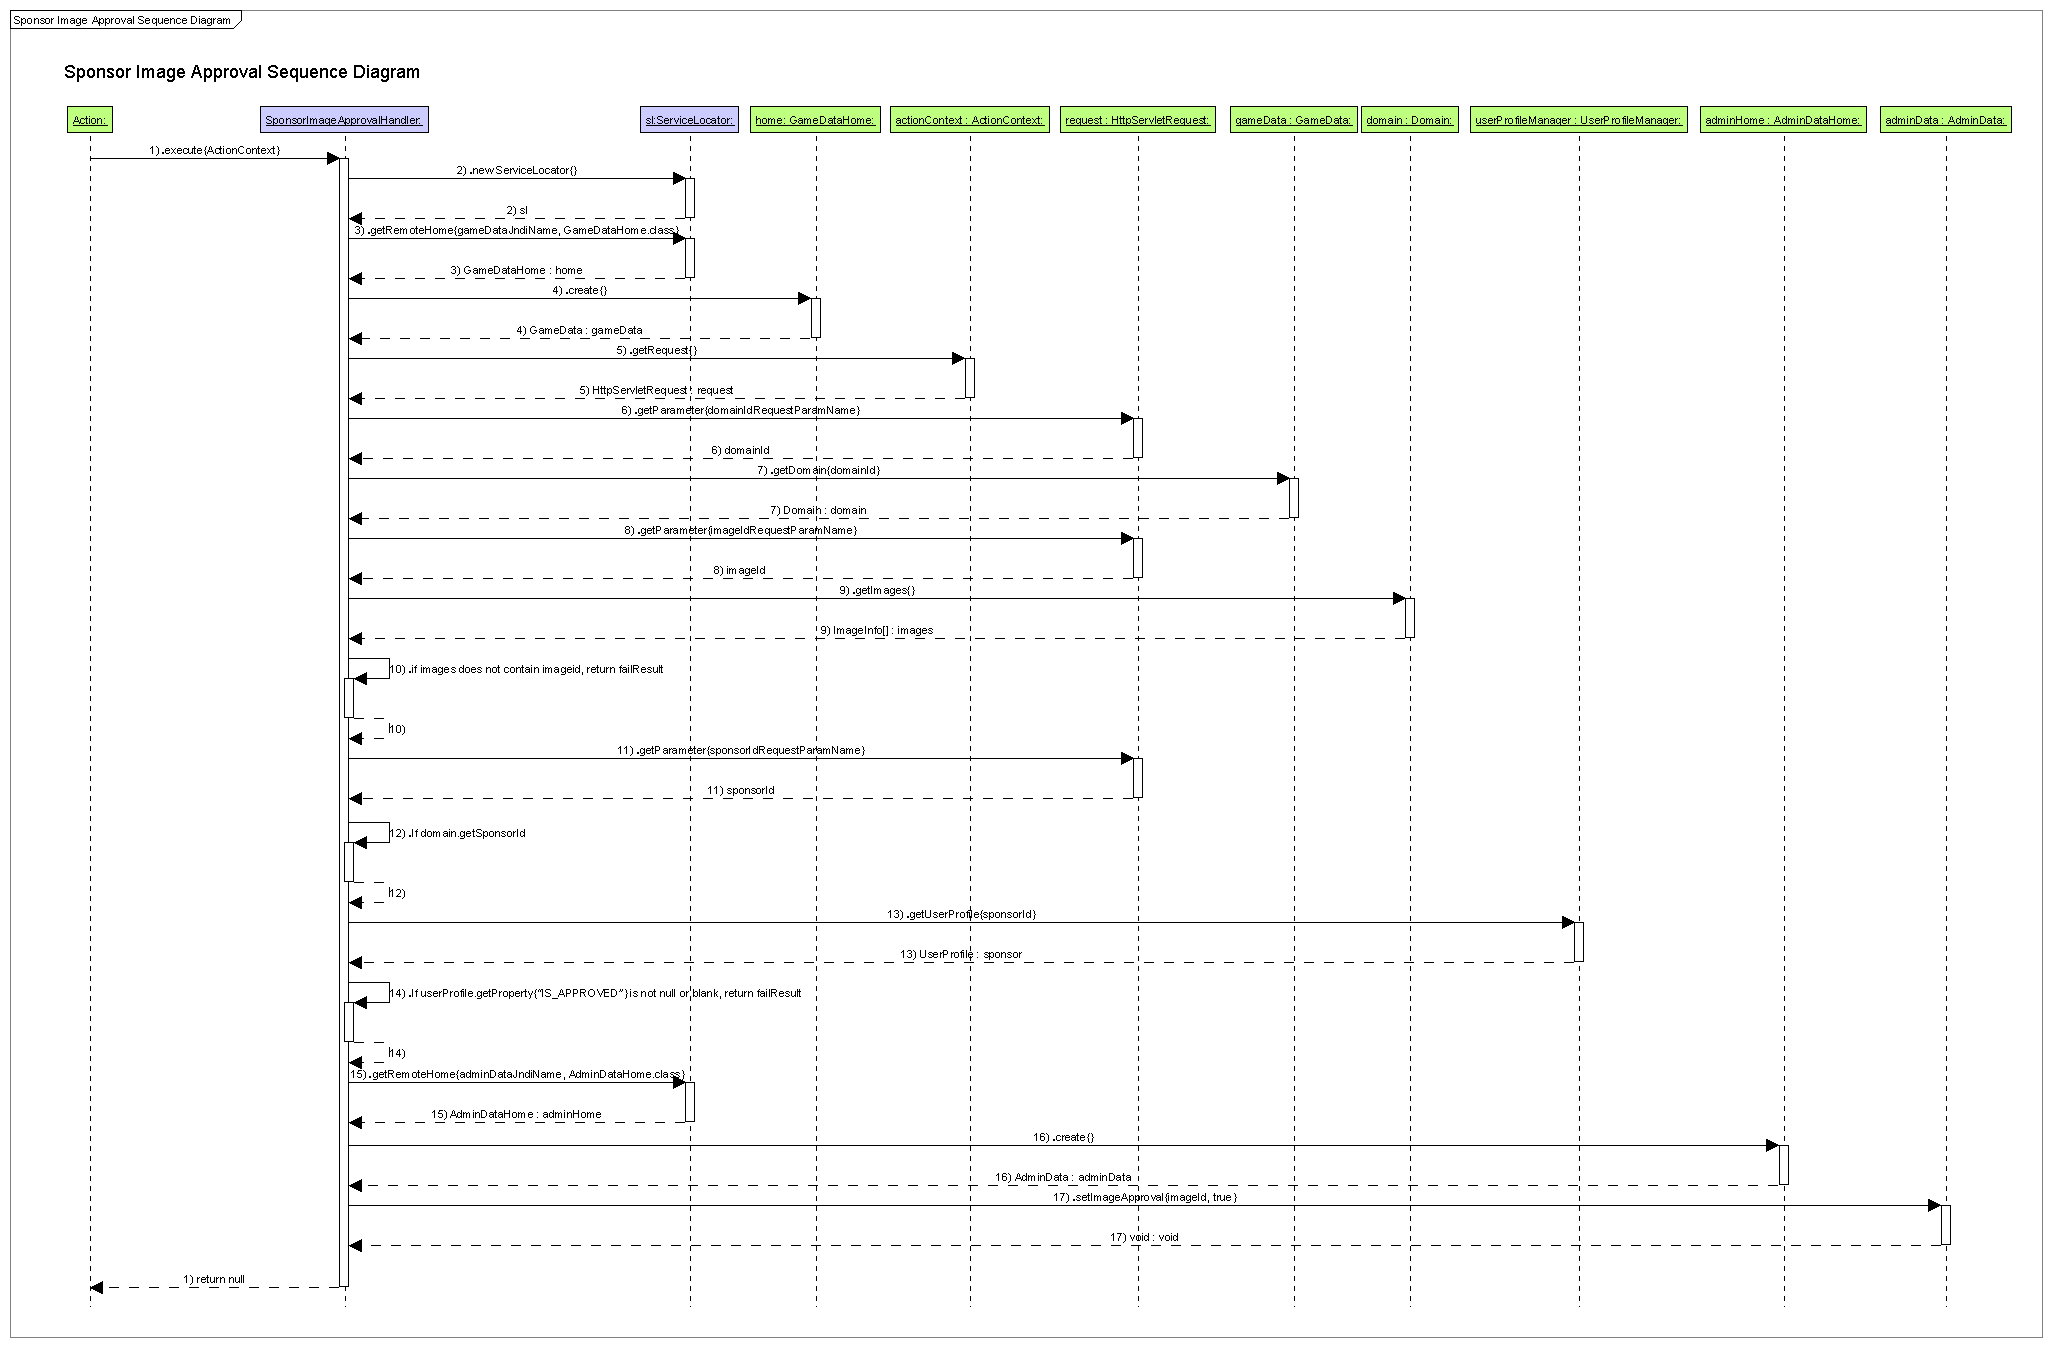 Sponsor Image Approval Sequence Diagram
Sponsor Image Approval Sequence Diagram
Action:
SponsorImageApprovalHandler:
sl:ServiceLocator:
home: GameDataHome:
actionContext : ActionContext:
request : HttpServletRequest:
gameData : GameData:
domain : Domain:
userProfileManager : UserProfileManager:
adminHome : AdminDataHome:
adminData : AdminData:
1) .execute{ActionContext}
2) .newServiceLocator{}
2) sl
3) .getRemoteHome{gameDataJndiName, GameDataHome.class}
3) GameDataHome : home
4) .create{}
4) GameData : gameData
5) .getRequest{}
5) HttpServletRequest : request
6) .getParameter{domainIdRequestParamName}
6) domainId
7) .getDomain{domainId}
7) Domain : domain
8) .getParameter{imageIdRequestParamName}
8) imageId
9) .getImages{}
9) ImageInfo[] : images
10) .if images does not contain imageid, return failResult
10)
11) .getParameter{sponsorIdRequestParamName}
11) sponsorId
12) .If domain.getSponsorId
12)
13) .getUserProfile{sponsorId}
13) UserProfile : sponsor
14) .If userProfile.getProperty{"IS_APPROVED"} is not null or blank, return failResult
14)
15) .getRemoteHome{adminDataJndiName, AdminDataHome.class}
15) AdminDataHome : adminHome
16) .create{}
16) AdminData : adminData
17) .setImageApproval{imageId, true}
17) void : void
1) return null